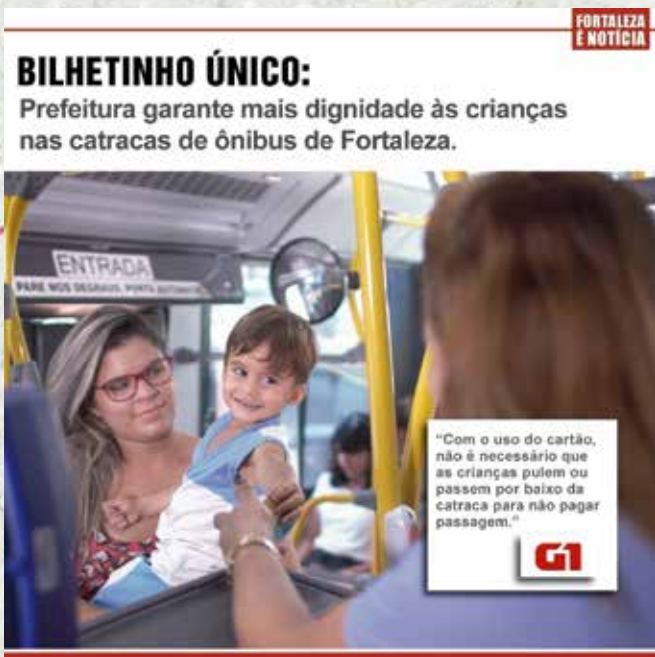 FORTALEZA
É NOTÍCIA
BILHETINHO ÚNICO:
Prefeitura garante mais dignidade às crianças
nas catracas de ônibus de Fortaleza.
ENTRADA
PARE NOS DEGRAUS PORTA
"Com o uso do cartão,
não é necessário que
as crianças pulem ou
passem por baixo da
catraca para não pagar
passagem."
G1